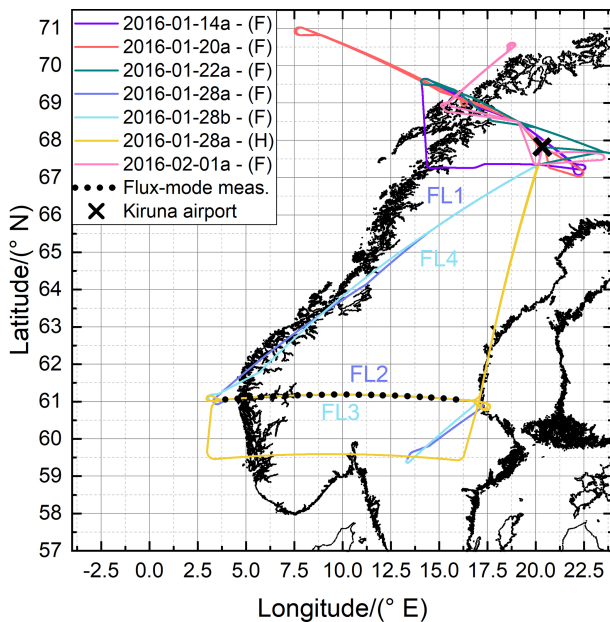 71
70
69
68
67
66
65
64
63
62
61
60
59
58
57
Latitude/(° N)
2016-01-14a - (F)
2016-01-20a - (F)
2016-01-22a - (F)
2016-01-28a - (F)
2016-01-28b - (F)
2016-01-28a - (H)
2016-02-01a - (F)
Flux-mode meas.
Kiruna airport
FL1
FL4
FL2
FL3
-2.5 0.0 2.5 5.0 7.5 10.0 12.5 15.0 17.5 20.0 22.5
Longitude/(° E)